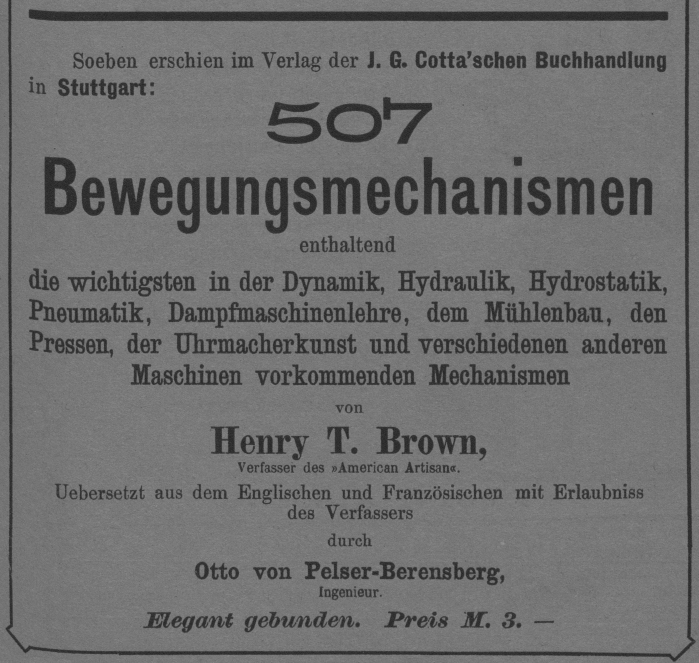 Soeben erschien im Verlag der J. G. Cotta'schen Buchhandlung
in Stuttgart:
507
Bewegungsmechanismen
enthaltend
die wichtigsten in der Dynamik, Hydraulik, Hydrostatik,
Pneumatik, Dampfmaschinenlehre, dem Mühlenbau, den
Pressen, der Uhrmacherkunst und verschiedenen anderen
Maschinen vorkommenden Mechanismen
von
Henry T. Brown,
Verfasser des »American Artisan«.
Uebersetzt aus dem Englischen und Französischen mit Erlaubniss
des Verfassers
durch
Otto von Pelser-Berensberg,
Ingenieur.
Elegant gebunden. Preis M. 3. —